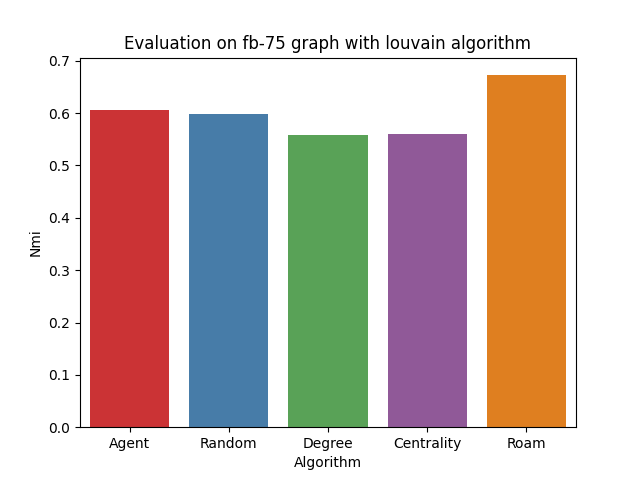 Evaluation on fb-75 graph with louvain algorithm
0.7
0.6
0.5
0.4
0.3
0.2
0.1
0.0
Nmi
Agent Random Degree Centrality Roam
Algorithm